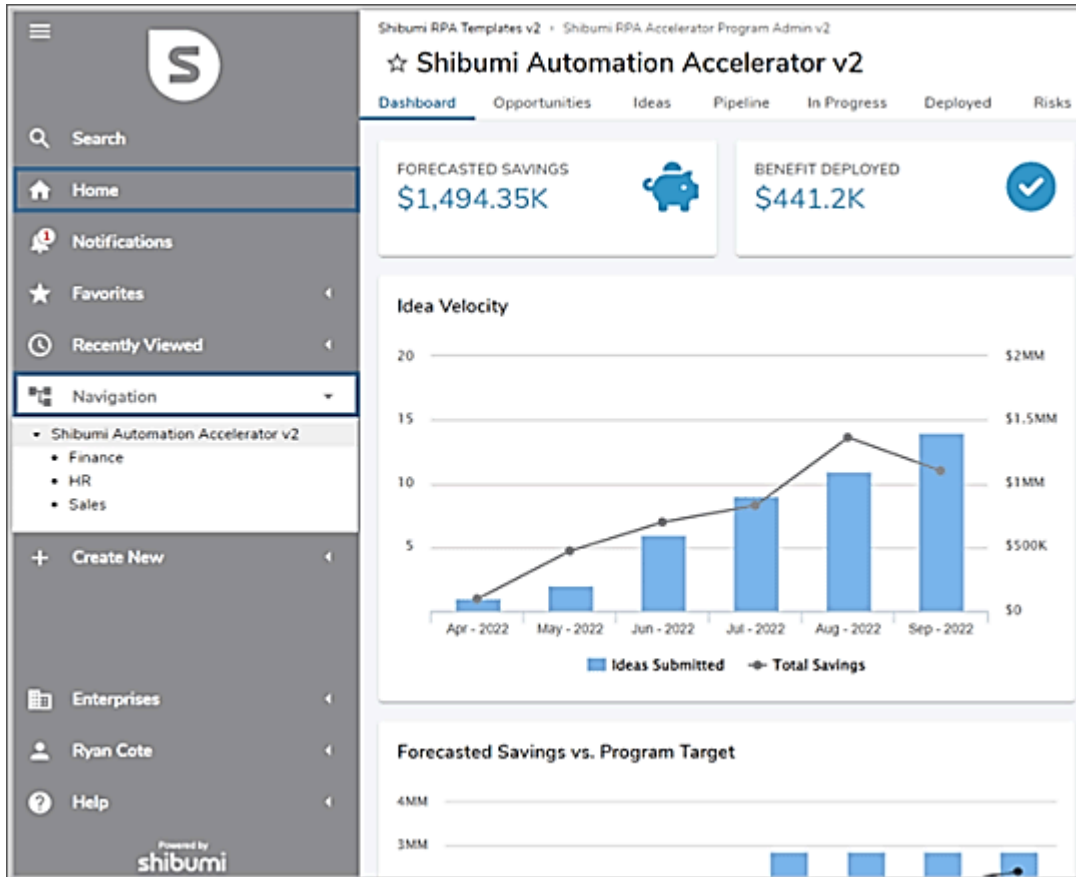 S
Search
Home
1
Notifications
Favorites
Recently Viewed
Navigation
Shibumi Automation Accelerator v2
Finance
HR
Sales
Create New
Enterprises
Ryan Cote
Help
Powered by
shibumi
Shibumi RPA Templates v2 • Shibumi RPA Accelerator Program Admin v2
Shibumi Automation Accelerator v2
Dashboard Opportunities Ideas Pipeline In Progress Deployed Risks
FORECASTED SAVINGS
$1,494.35K
BENEFIT DEPLOYED
$441.2K
Idea Velocity
20 $2MM
15 $1.5MM
10 $1MM
5 $500K
$0
Apr - 2022 May - 2022 Jun - 2022 Jul - 2022 Aug - 2022 Sep - 2022
Ideas Submitted Total Savings
Forecasted Savings vs. Program Target
4MM
3MM